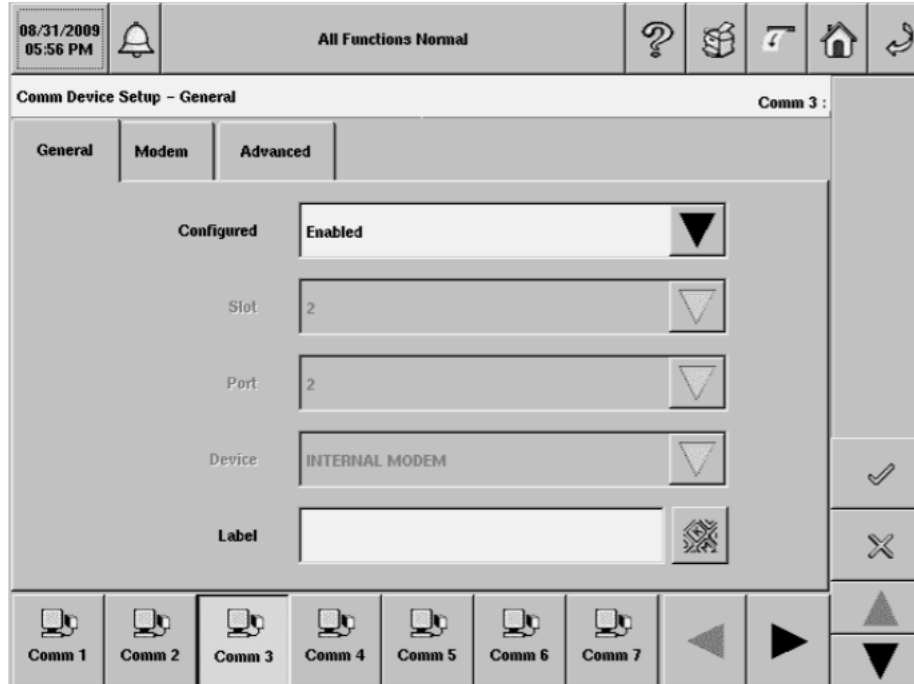 08/31/2009
05:56 PM
All Functions Normal
Comm Device Setup - General
Comm 3 :
General
Modem
Advanced
Configured
Enabled
Slot
2
Port
2
Device
INTERNAL MODEM
Label
Comm 1
Comm 2
Comm 3
Comm 4
Comm 5
Comm 6
Comm 7